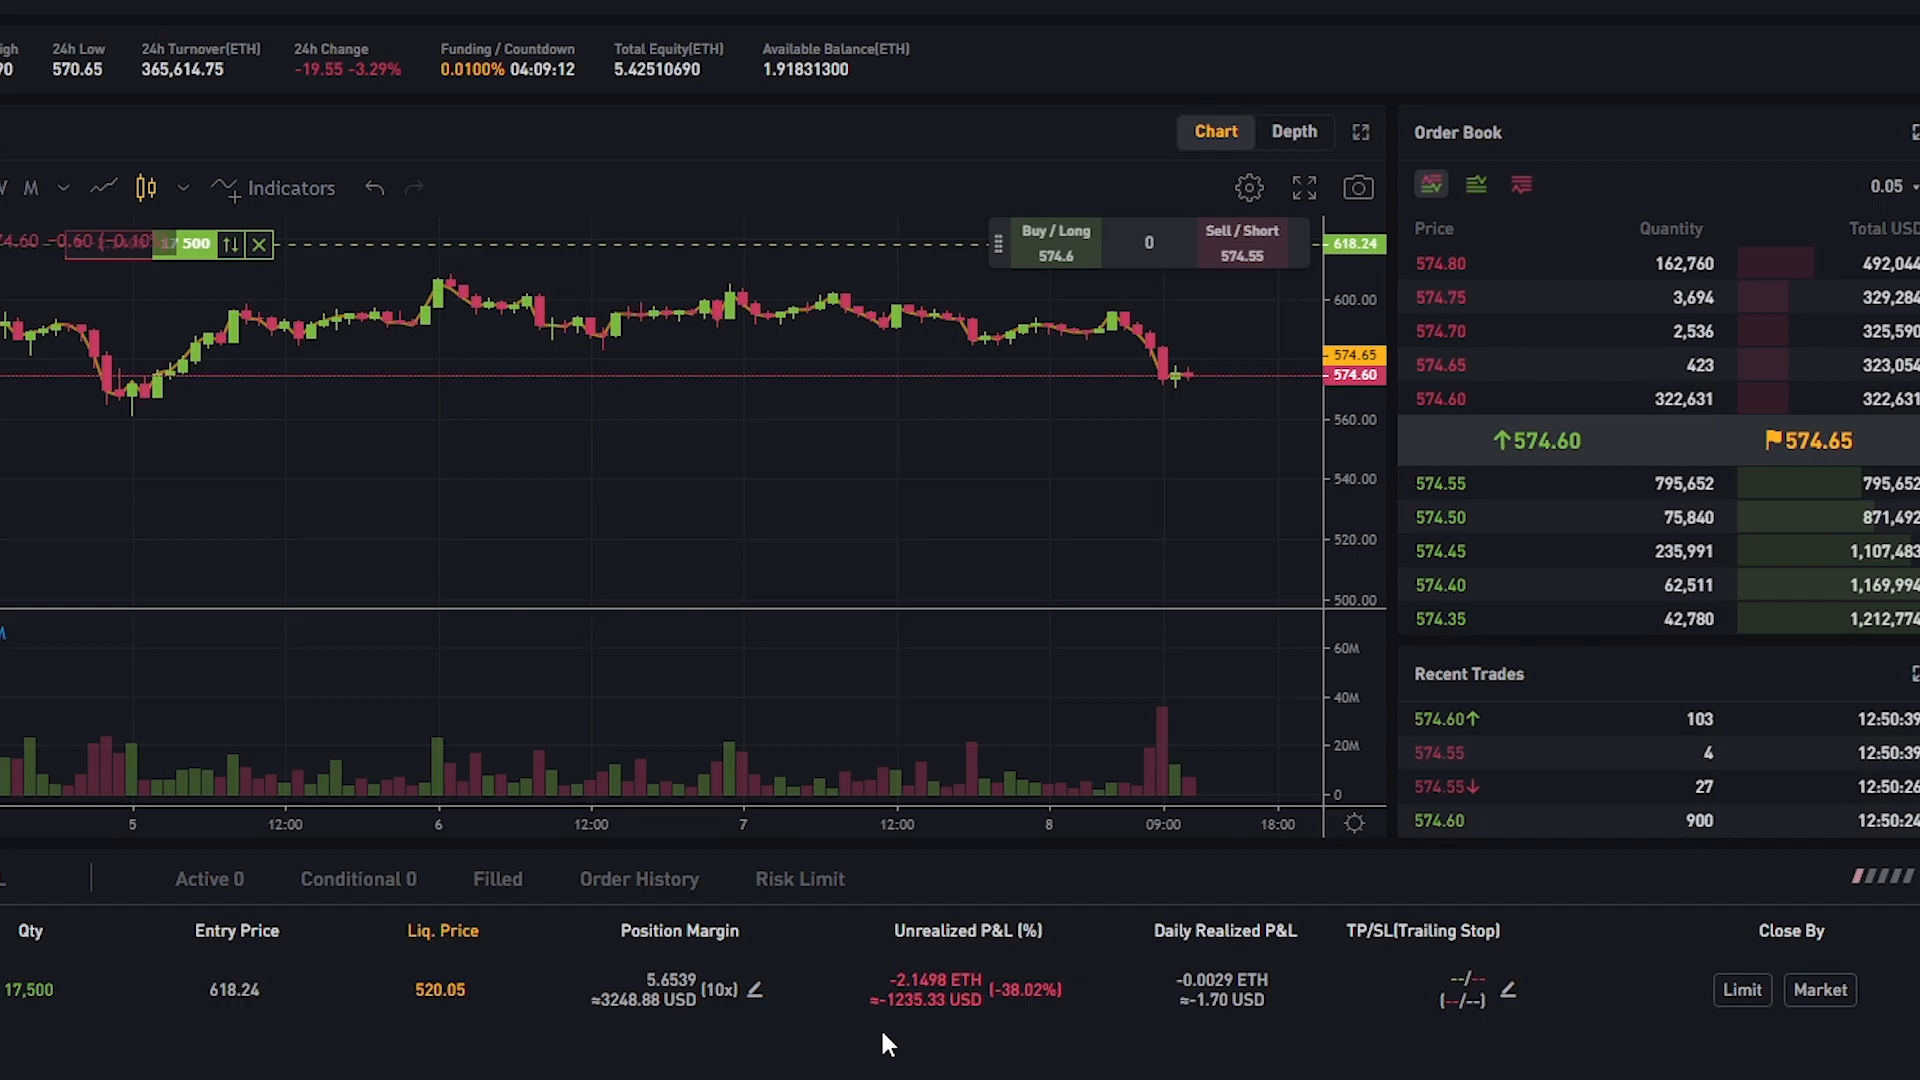 igh 24h Low 24h Turnover(ETH) 24h Change Funding / Countdown Total Equity(ETH) Available Balance(ETH)
90 570.65 365,614.75 -19.55 -3.29% 0.0100% 04:09:12 5.42510690 1.91831300
Chart Depth
M Indicators
74.60 -0.60 (-0.10%
17 500
Buy / Long 0 Sell / Short
574.6 574.55
618.24
600.00
574.65
574.60
560.00
540.00
520.00
500.00
M
60M
40M
20M
0
5 12:00 6 12:00 7 12:00 8 09:00 18:00
Order Book
0.05
Price Quantity Total USD
574.80 162,760 492,044
574.75 3,694 329,284
574.70 2,536 325,590
574.65 423 323,054
574.60 322,631 322,631
↑574.60 574.65
574.55 795,652 795,652
574.50 75,840 871,492
574.45 235,991 1,107,483
574.40 62,511 1,169,994
574.35 42,780 1,212,774
Recent Trades
574.60↑ 103 12:50:39
574.55 4 12:50:39
574.55↓ 27 12:50:26
574.60 900 12:50:24
L Active 0 Conditional 0 Filled Order History Risk Limit
Qty Entry Price Liq. Price Position Margin Unrealized P&L (%) Daily Realized P&L TP/SL(Trailing Stop) Close By
17,500 618.24 520.05
5.6539
≈3248.88 USD
(10x)
-2.1498 ETH
≈-1235.33 USD
(-38.02%)
-0.0029 ETH
≈-1.70 USD
--/--
(--/--)
Limit Market